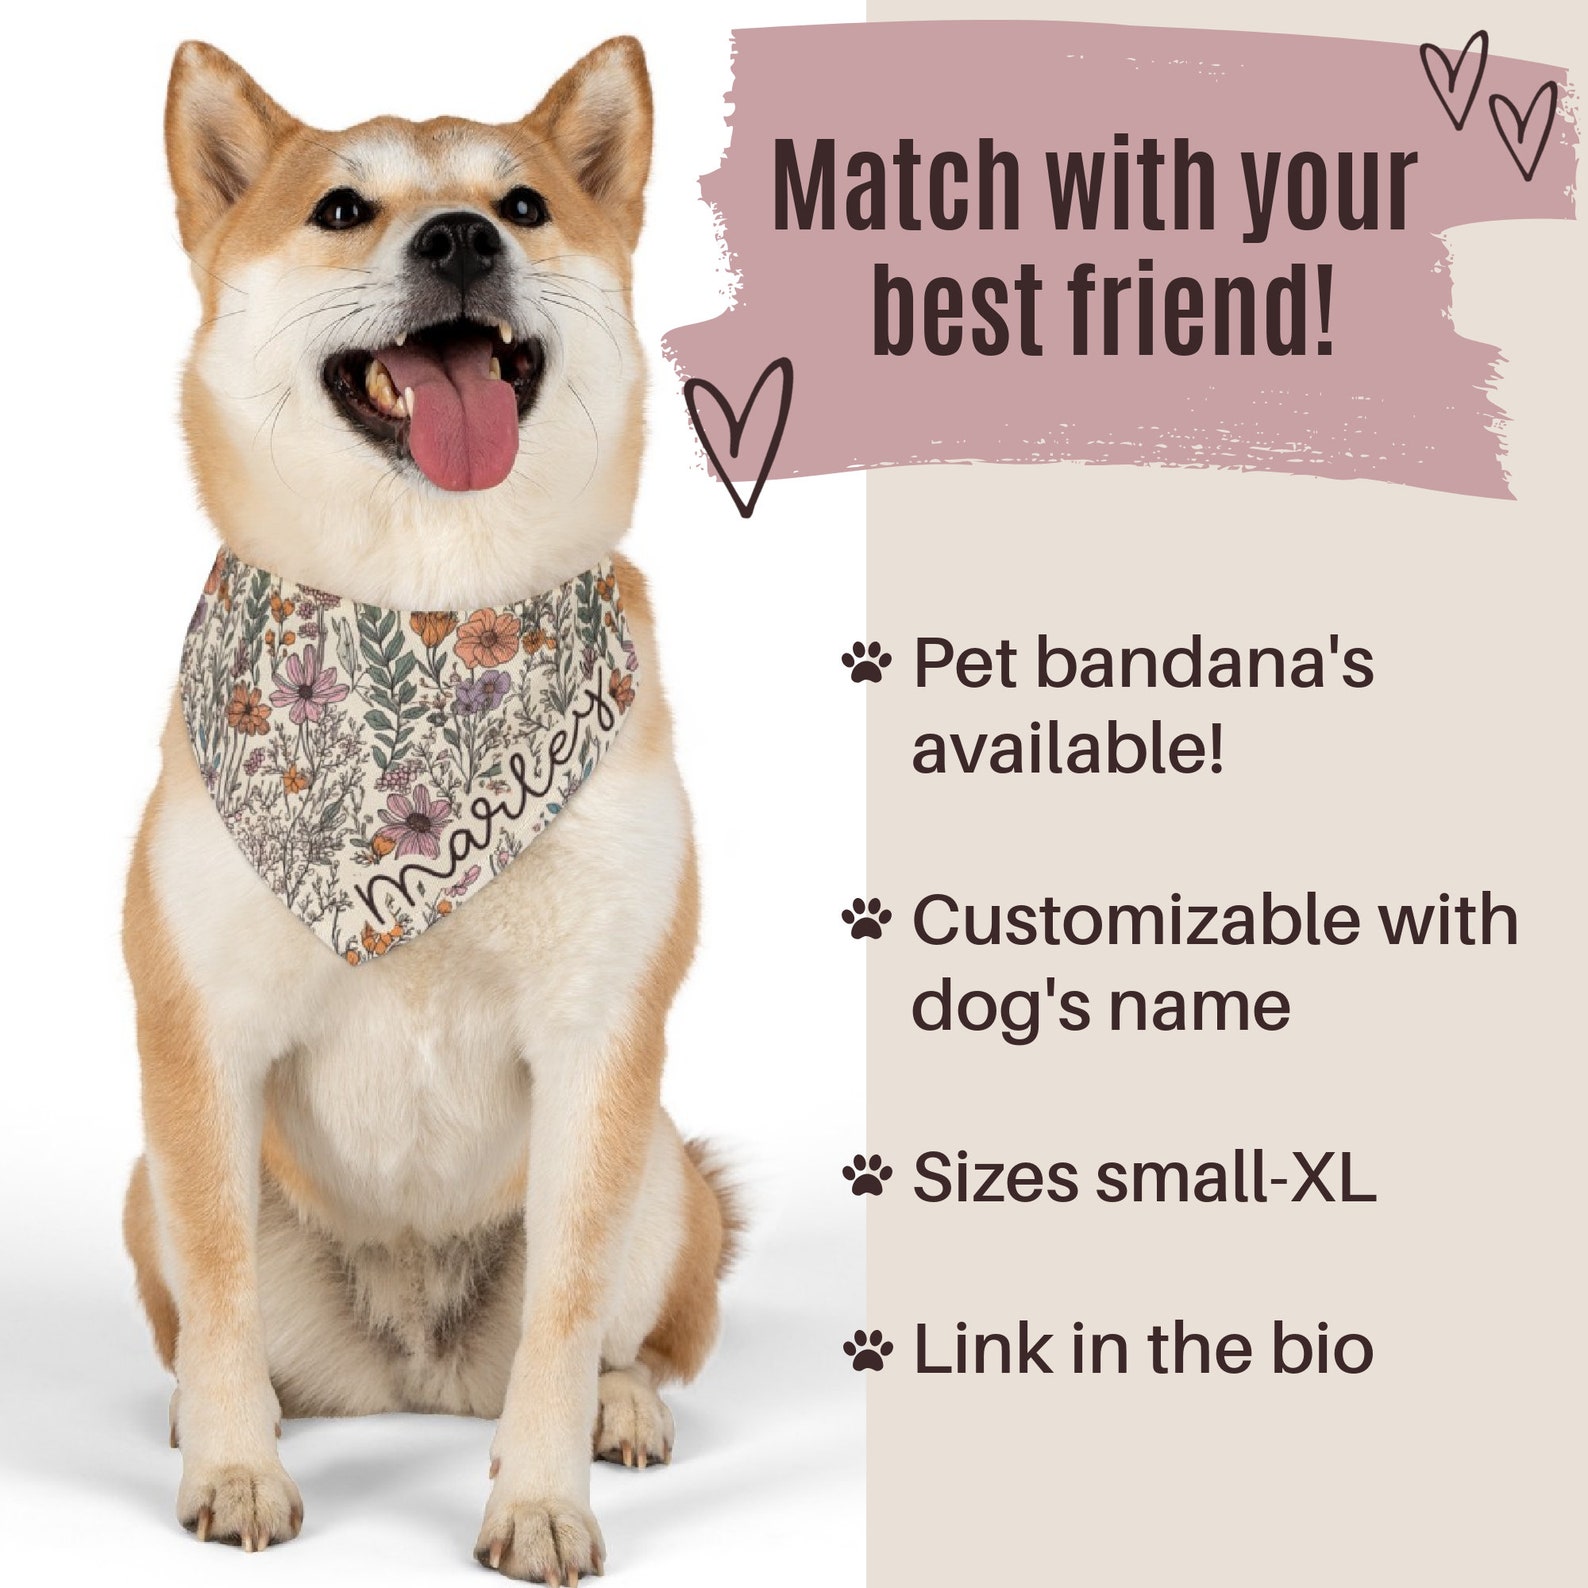 Match with your
best friend!
Pet bandana's
available!
Customizable with
dog's name
Sizes small-XL
Link in the bio
marley